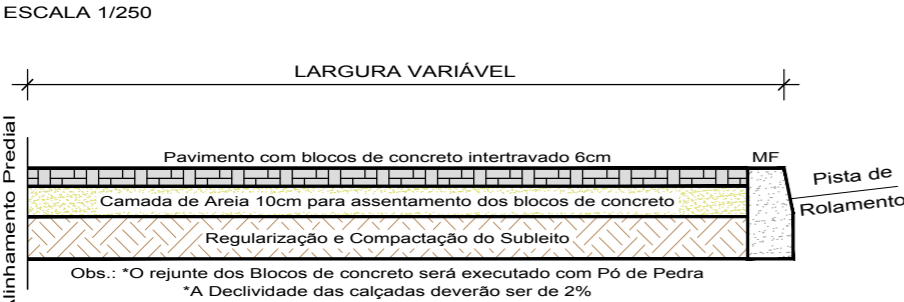 ESCALA 1/250
LARGURA VARIÁVEL
Alinhamento Predial
Pavimento com blocos de concreto intertravado 6cm
MF
Pista de
Rolamento
Camada de Areia 10cm para assentamento dos blocos de concreto
Regularização e Compactação do Subleito
Obs.: *O rejunte dos Blocos de concreto será executado com Pó de Pedra
*A Declividade das calçadas deverão ser de 2%